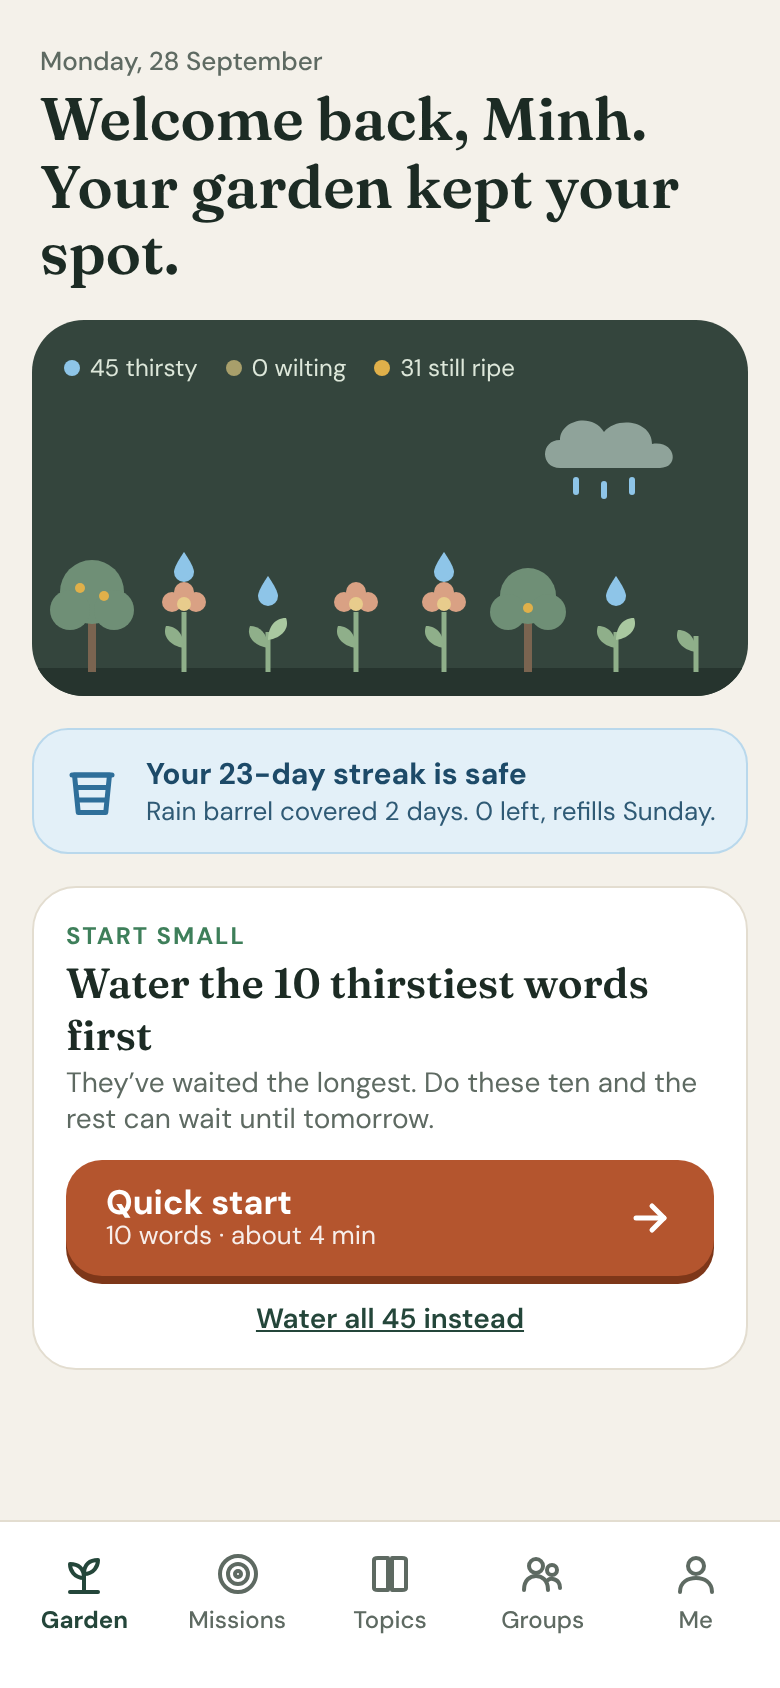 Monday, 28 September
Welcome back, Minh.
Your garden kept your
spot.
45 thirsty
0 wilting
31 still ripe
Your 23-day streak is safe
Rain barrel covered 2 days. 0 left, refills Sunday.
START SMALL
Water the 10 thirstiest words
first
They’ve waited the longest. Do these ten and the
rest can wait until tomorrow.
Quick start
10 words · about 4 min
Water all 45 instead
Garden
Missions
Topics
Groups
Me